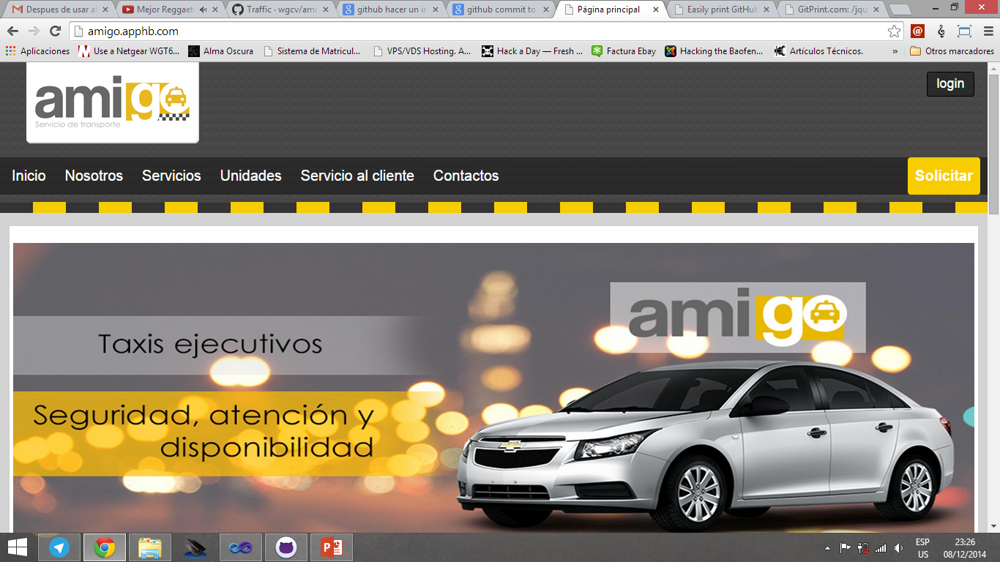 Despues de usar al
Mejor Reggaet
Traffic · wgcv/ami
github hacer un ir
github commit to
Página principal
Easily print GitHub
GitPrint.com: /jqu
amigo.apphb.com
Aplicaciones
Use a Netgear WGT6...
Alma Oscura
Sistema de Matricul...
VPS/VDS Hosting. A...
Hack a Day — Fresh ...
Factura Ebay
Hacking the Baofen...
Artículos Técnicos.
»
Otros marcadores
amigo
Servicio de transporte
login
Inicio
Nosotros
Servicios
Unidades
Servicio al cliente
Contactos
Solicitar
amigo
Taxis ejecutivos
Seguridad, atención y
disponibilidad
ESP
US
23:26
08/12/2014